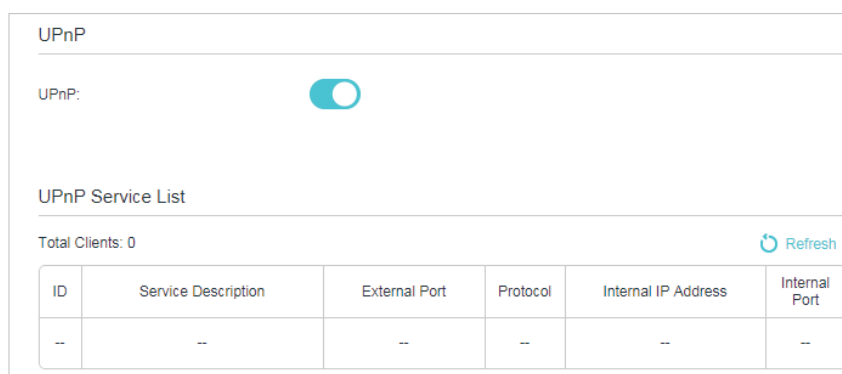 UPnP
UPnP:
UPnP Service List
Total Clients: 0
Refresh
ID Service Description External Port Protocol Internal IP Address Internal Port
-- -- -- -- -- --